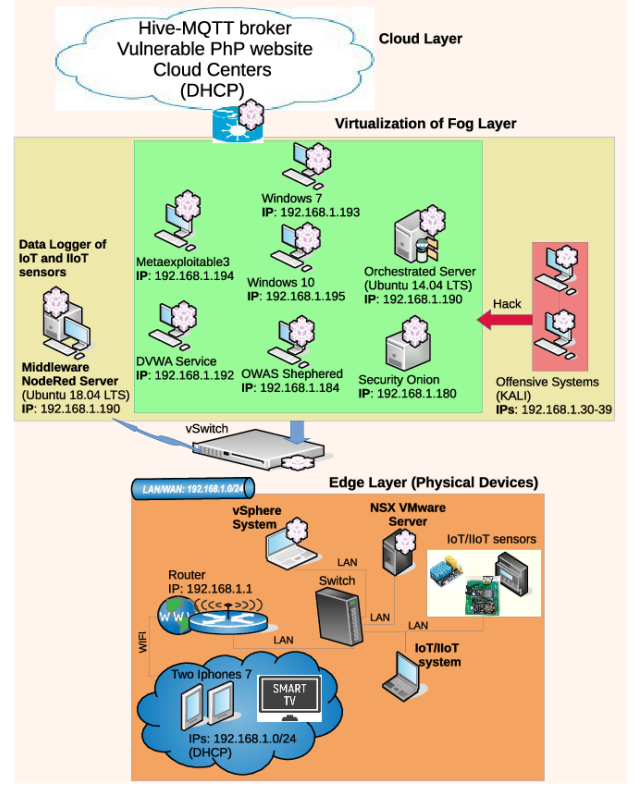 Hive-MQTT broker
Vulnerable PhP website
Cloud Centers
(DHCP)
Cloud Layer
Virtualization of Fog Layer
Windows 7
IP: 192.168.1.193
Metaexploitable3
IP: 192.168.1.194
Windows 10
IP: 192.168.1.195
Orchestrated Server
(Ubuntu 14.04 LTS)
IP: 192.168.1.190
Data Logger of
IoT and IIoT
sensors
Middleware
NodeRed Server
(Ubuntu 18.04 LTS)
IP: 192.168.1.190
DVWA Service
IP: 192.168.1.192
OWAS Shephered
IP: 192.168.1.184
Security Onion
IP: 192.168.1.180
Hack
Offensive Systems
(KALI)
IPs: 192.168.1.30-39
vSwitch
LAN/WAN: 192.168.1.0/24
Edge Layer (Physical Devices)
vSphere
System
NSX VMware
Server
IoT/IIoT sensors
LAN
Router
IP: 192.168.1.1
Switch
WW
LAN
LAN
LAN
WIFI
IoT/IIoT
system
Two Iphones 7
SMART
TV
IPs: 192.168.1.0/24
(DHCP)